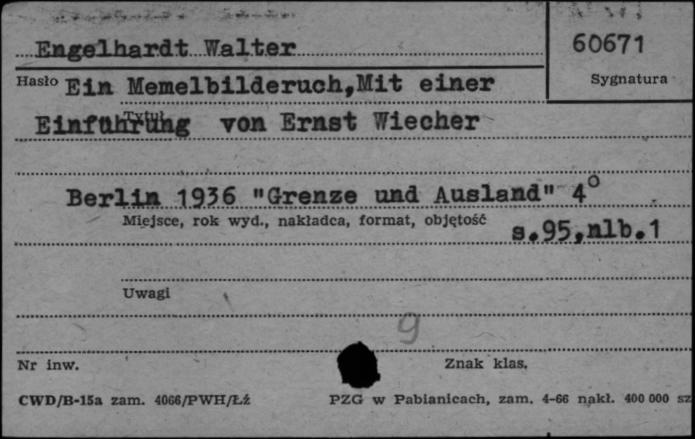 Engelhardt Walter
60671
Hasło Ein Memelbilderuch,Mit einer
Sygnatura
Tytuł
Einführung von Ernst Wiecher
Berlin 1936 "Grenze und Ausland" 4°
Miejsce, rok wyd., nakładca, format, objętość
s.95,nlb.1
Uwagi
9
Nr inw.
Znak klas.
CWD/B-15a zam. 4066/PWH/Łź
PZG w Pabianicach, zam. 4-66 nakł. 400 000 sz